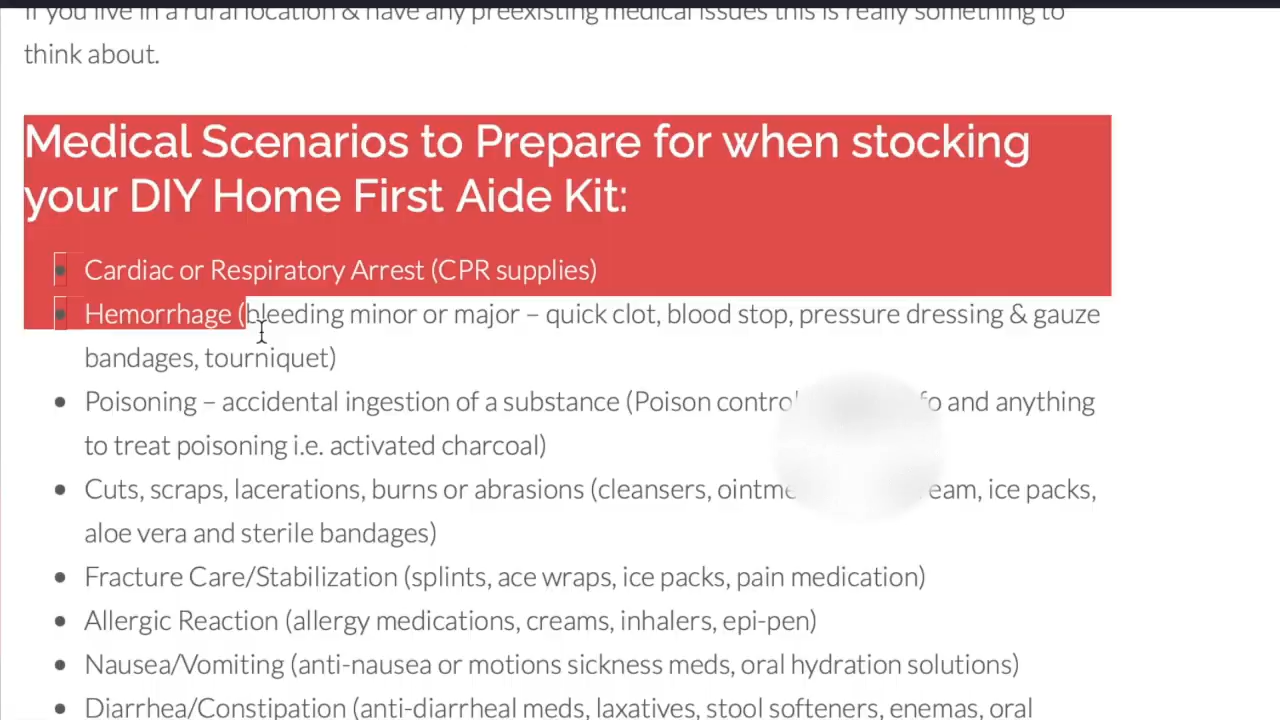 If you live in a rural location & have any preexisting medical issues this is really something to
think about.
Medical Scenarios to Prepare for when stocking
your DIY Home First Aide Kit:
Cardiac or Respiratory Arrest (CPR supplies)
Hemorrhage (bleeding minor or major – quick clot, blood stop, pressure dressing & gauze
bandages, tourniquet)
Poisoning – accidental ingestion of a substance (Poison control and anything
to treat poisoning i.e. activated charcoal)
Cuts, scraps, lacerations, burns or abrasions (cleansers, ice packs,
aloe vera and sterile bandages)
Fracture Care/Stabilization (splints, ace wraps, ice packs, pain medication)
Allergic Reaction (allergy medications, creams, inhalers, epi-pen)
Nausea/Vomiting (anti-nausea or motions sickness meds, oral hydration solutions)
Diarrhea/Constipation (anti-diarrheal meds, laxatives, stool softeners, enemas, oral